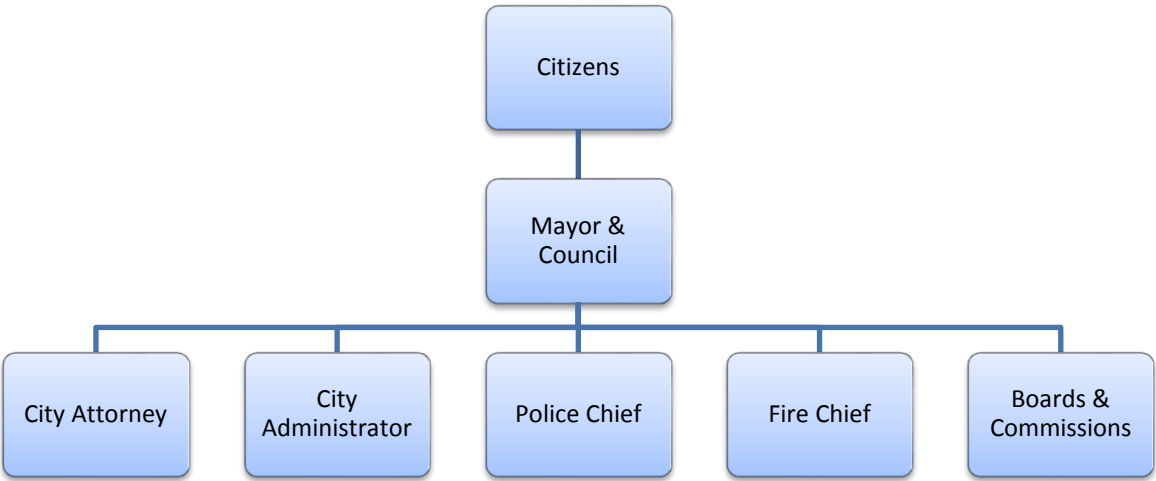 Citizens
Mayor &
Council
City Attorney
City
Administrator
Police Chief
Fire Chief
Boards &
Commissions